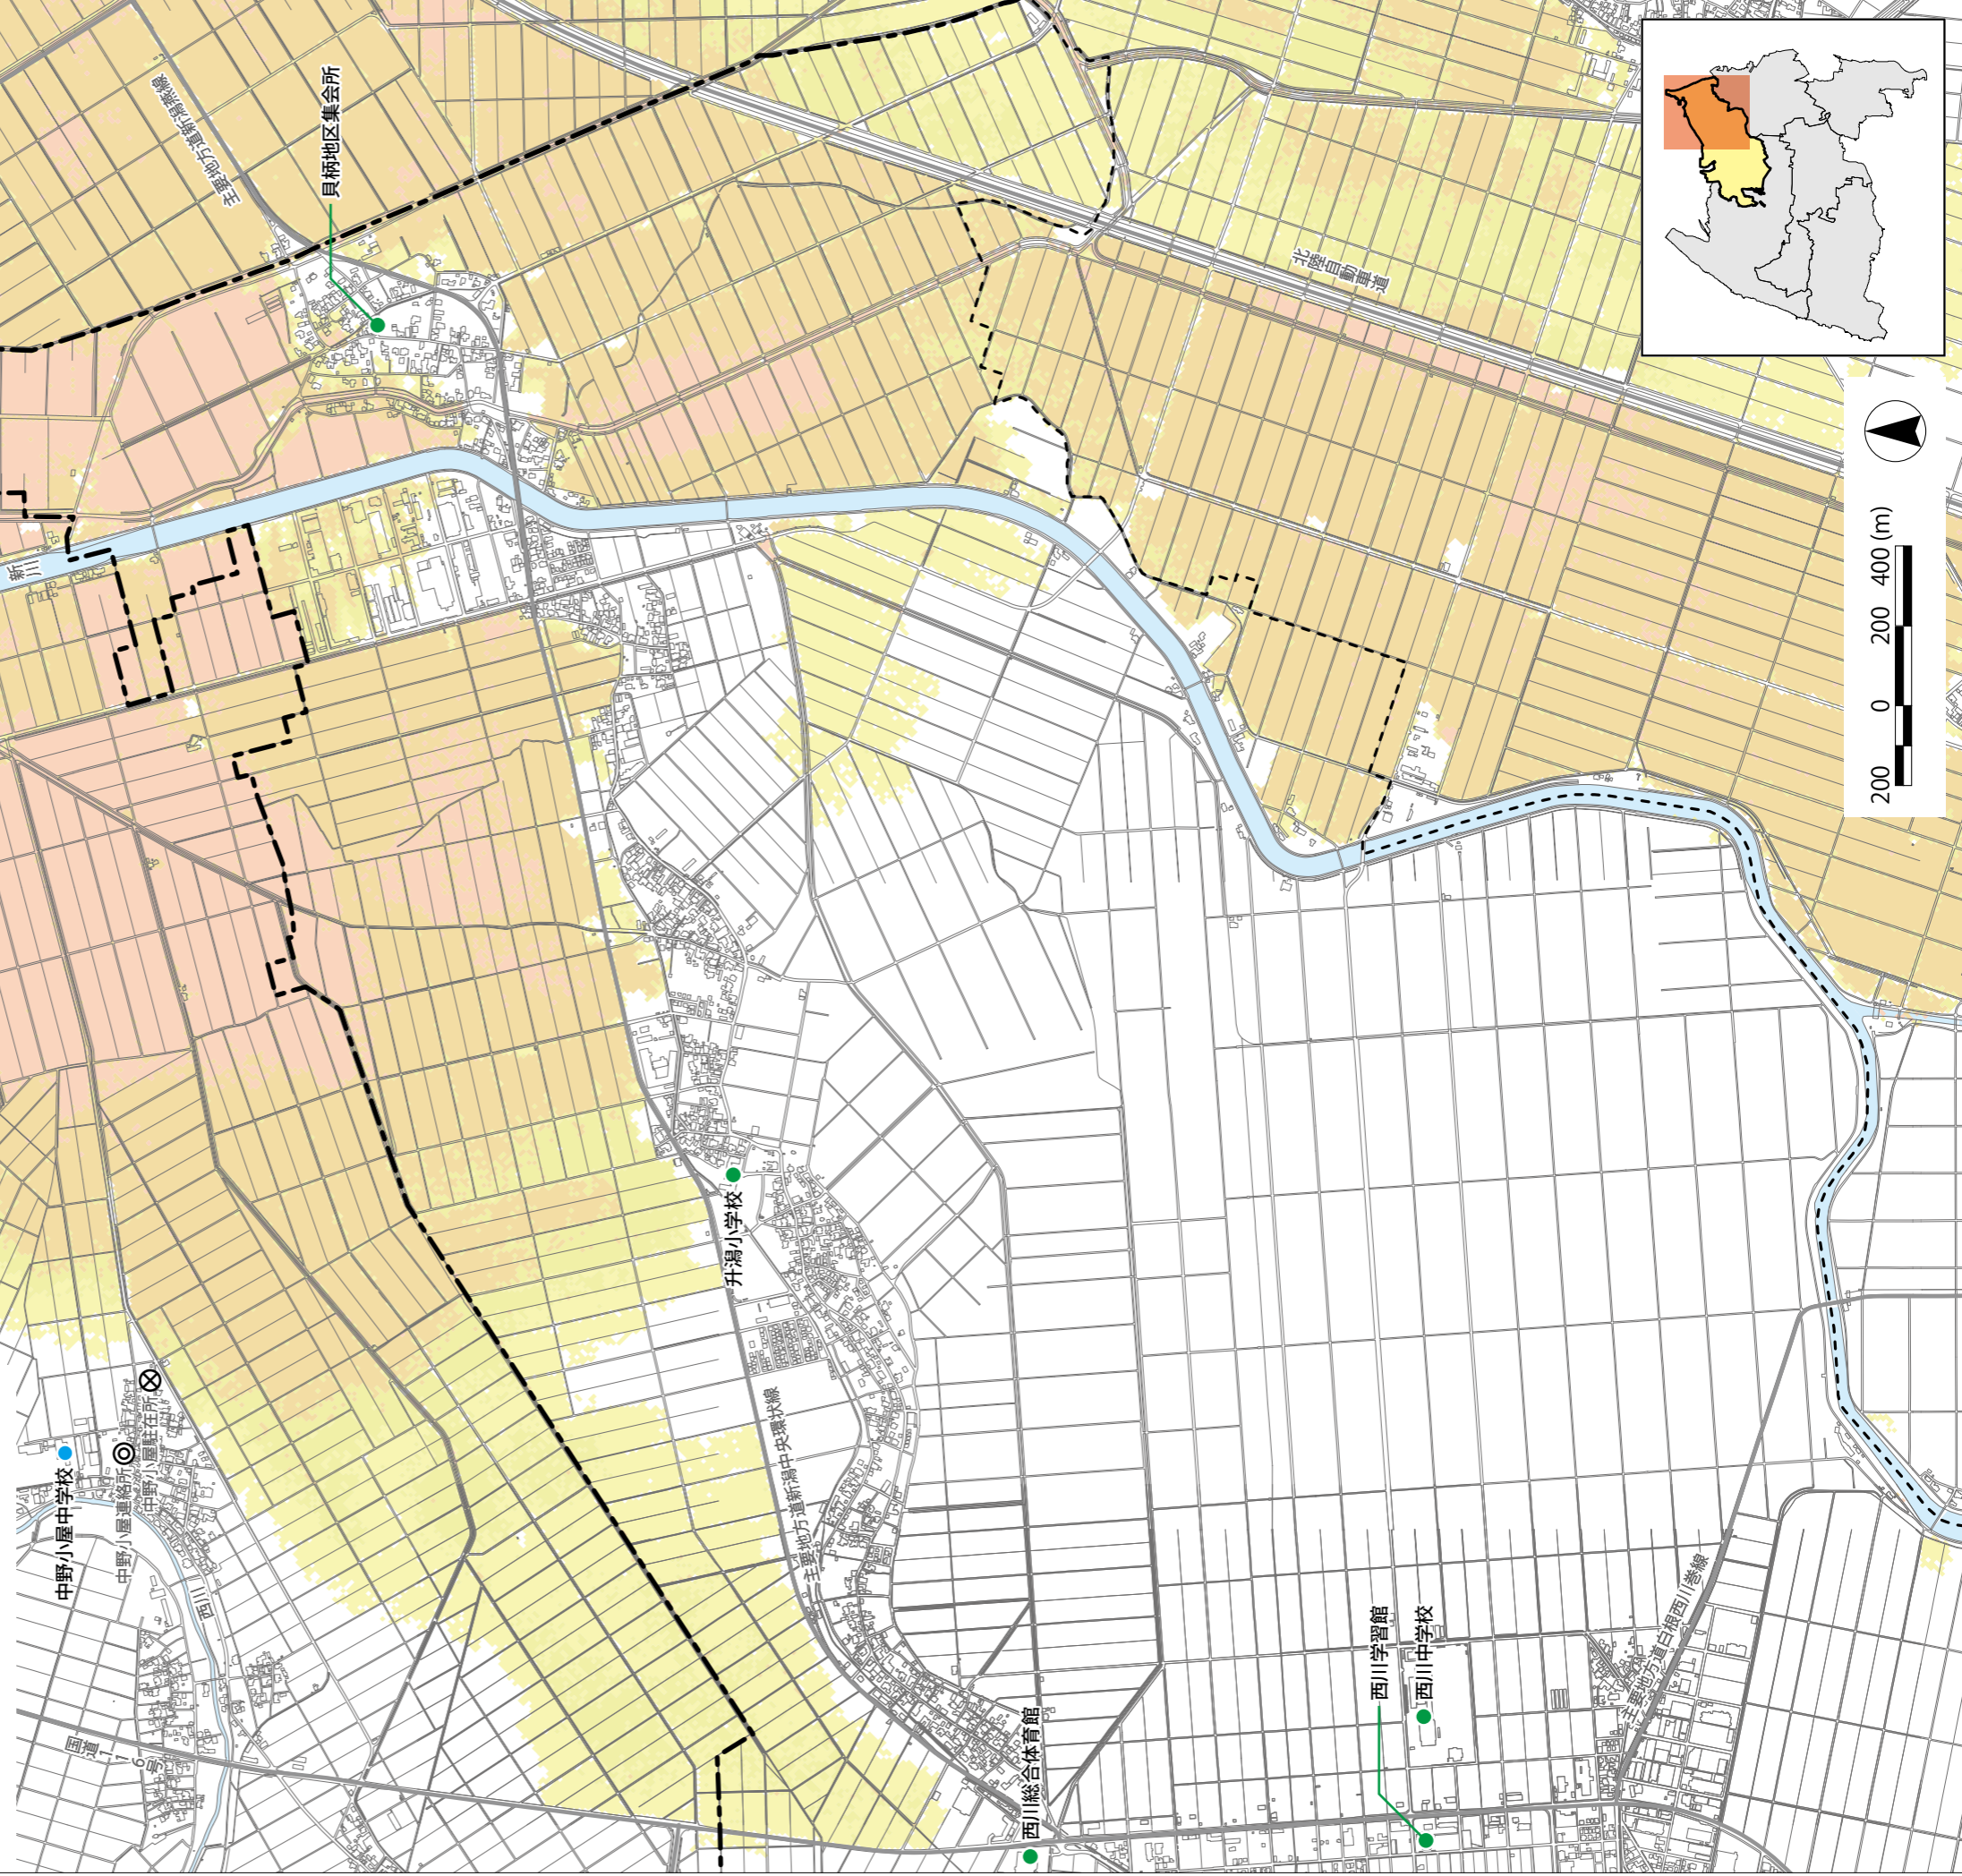 主要地方道新潟燕線
貝柄地区集会所
新川
北陸自動車道
中野小屋中学校
中野小屋連絡所
中野小屋駐在所
西川
国道116号
升潟小学校
主要地方道新潟中央環状線
西川総合体育館
西川学習館
西川中学校
主要地方道白根西川巻線
200 0 200 400 (m)